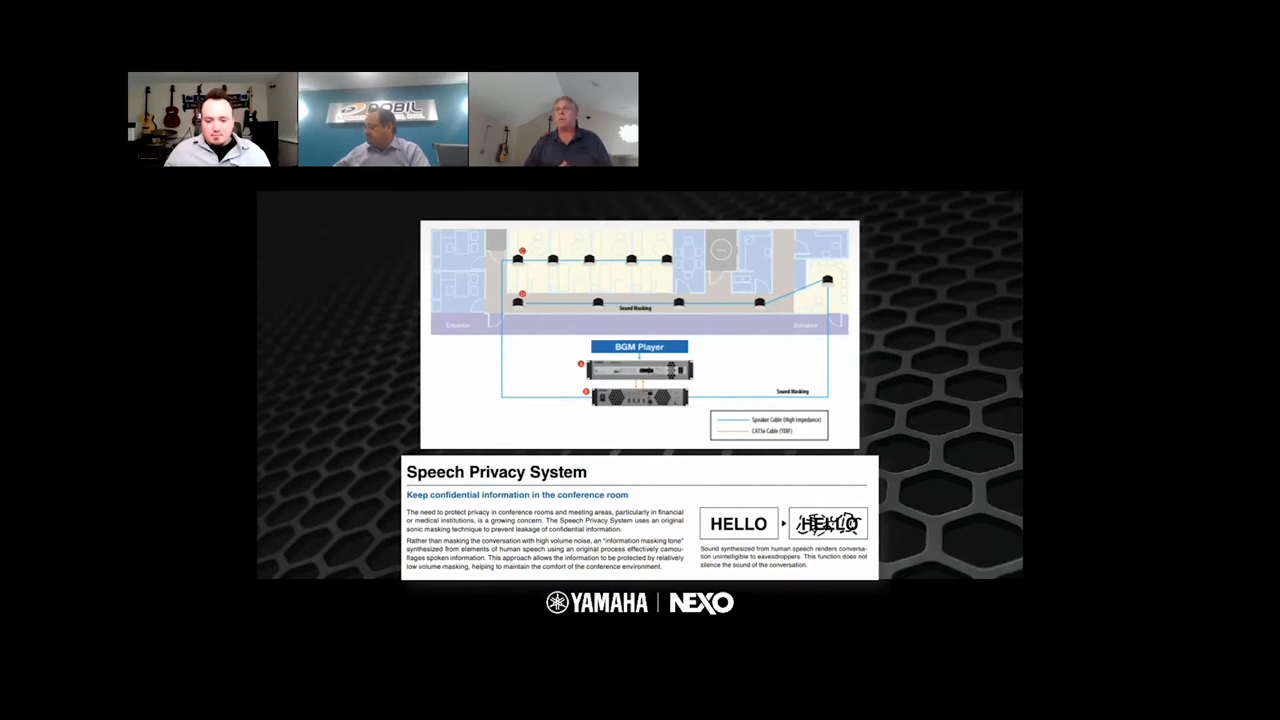 DOBIL
C
D
Sound Masking
Entrance
Entrance
BGM Player
A
B
Sound Masking
Speaker Cable (High Impedance)
CAT5e Cable (YDIF)
Speech Privacy System
Keep confidential information in the conference room
The need to protect privacy in conference rooms and meeting areas, particularly in financial
or medical institutions, is a growing concern. The Speech Privacy System uses an original
sonic masking technique to prevent leakage of confidential information.
Rather than masking the conversation with high volume noise, an “information masking tone”
synthesized from elements of human speech using an original process effectively camou-
flages spoken information. This approach allows the information to be protected by relatively
low volume masking, helping to maintain the comfort of the conference environment.
HELLO
HELLO
Sound synthesized from human speech renders conversa-
tion unintelligible to eavesdroppers. This function does not
silence the sound of the conversation.
YAMAHA | NEXO